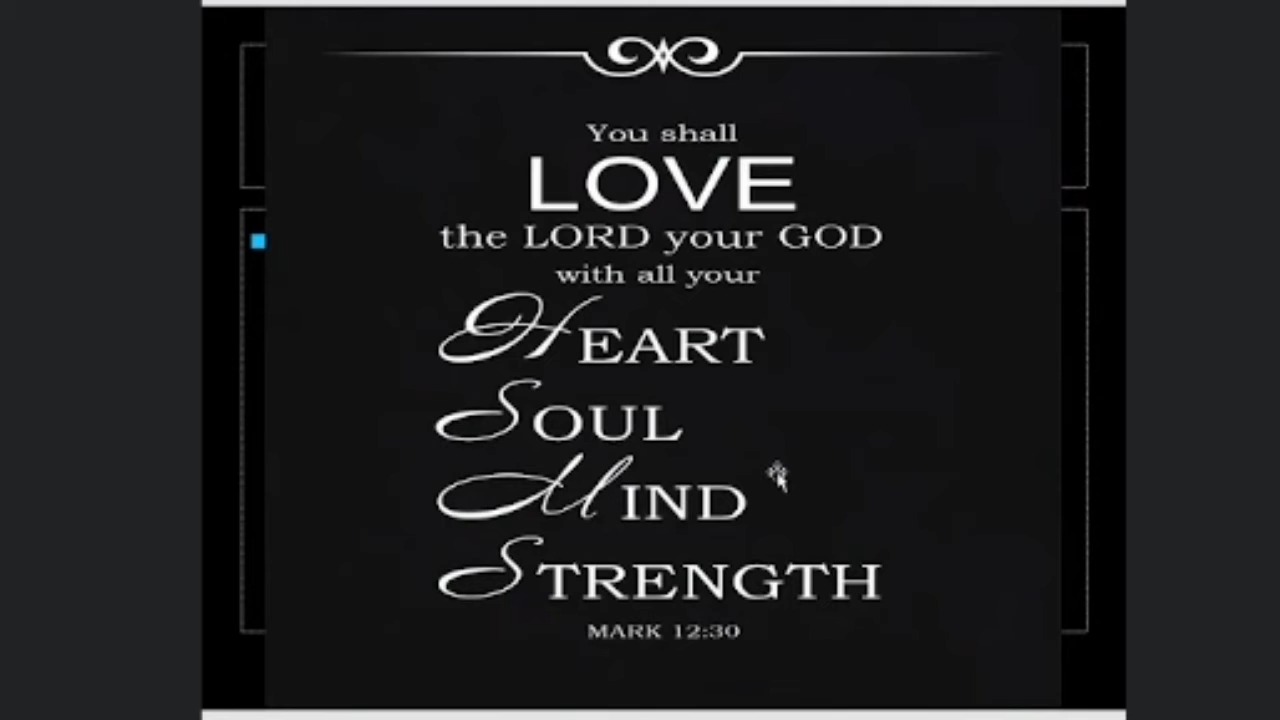 You shall
LOVE
the LORD your GOD
with all your
HEART
SOUL
MIND
STRENGTH
MARK 12:30